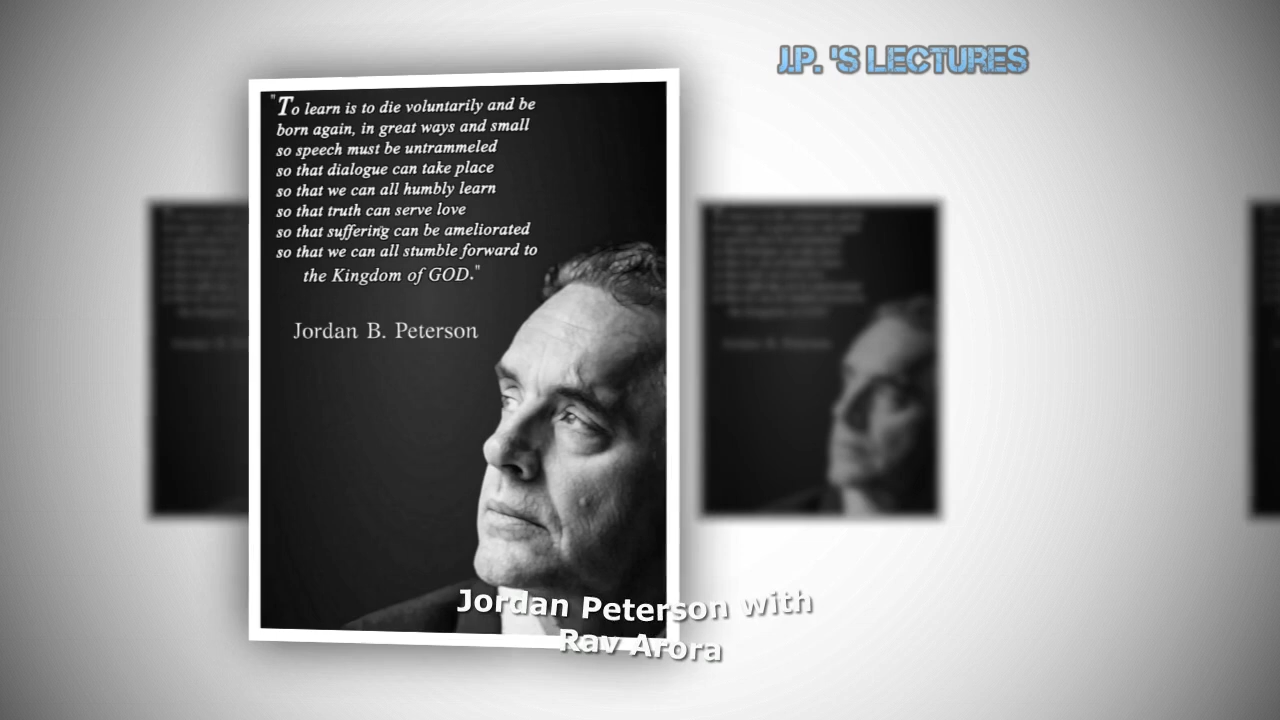 J.P. 'S LECTURES
"To learn is to die voluntarily and be
born again, in great ways and small
so speech must be untrammeled
so that dialogue can take place
so that we can all humbly learn
so that truth can serve love
so that suffering can be ameliorated
so that we can all stumble forward to
the Kingdom of GOD."
Jordan B. Peterson
Jordan Peterson with
Rav Arora